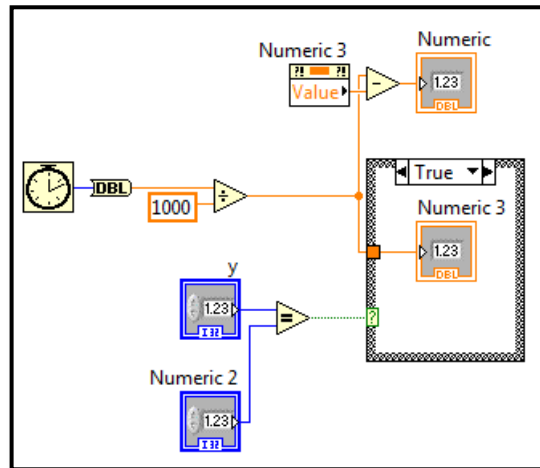 Numeric 3
Numeric
?! ?!
Value
-
1.23
DBL
True
DBL
÷
1000
Numeric 3
1.23
DBL
y
1.23
I32
=
?
Numeric 2
1.23
I32